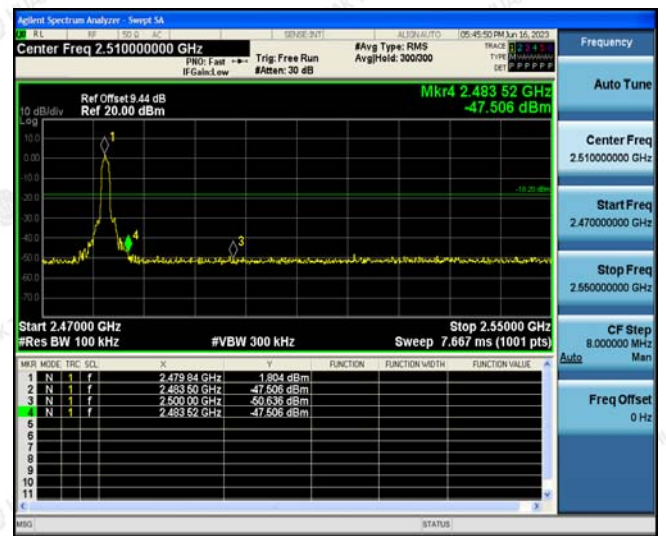 Agilent Spectrum Analyzer - Swept SA
RL RF 50 Ω AC SENSE:INT ALIGNAUTO 05:45:50 PM Jun 16, 2023
Center Freq 2.510000000 GHz
PNO: Fast
IFGain:Low
Trig: Free Run
#Atten: 30 dB
#Avg Type: RMS
Avg|Hold: 300/300
TRACE 1 2 3 4 5 6
TYPE
DET P P P P P P
Ref Offset 9.44 dB
10 dB/div Ref 20.00 dBm
Log
Mkr4 2.483 52 GHz
-47.506 dBm
10.0
0.00
-10.0
-20.0
-30.0
-40.0
-50.0
-60.0
-70.0
1
-18.20 dBm
4
3
Start 2.47000 GHz Stop 2.55000 GHz
#Res BW 100 kHz #VBW 300 kHz Sweep 7.667 ms (1001 pts)
MKR MODE TRC SCL X Y FUNCTION FUNCTION WIDTH FUNCTION VALUE
1 N 1 f 2.479 84 GHz 1.804 dBm
2 N 1 f 2.483 50 GHz -47.506 dBm
3 N 1 f 2.500 00 GHz -50.636 dBm
4 N 1 f 2.483 52 GHz -47.506 dBm
5
6
7
8
9
10
11
MSG STATUS
Frequency
Auto Tune
Center Freq
2.510000000 GHz
Start Freq
2.470000000 GHz
Stop Freq
2.550000000 GHz
CF Step
8.000000 MHz
Auto Man
Freq Offset
0 Hz